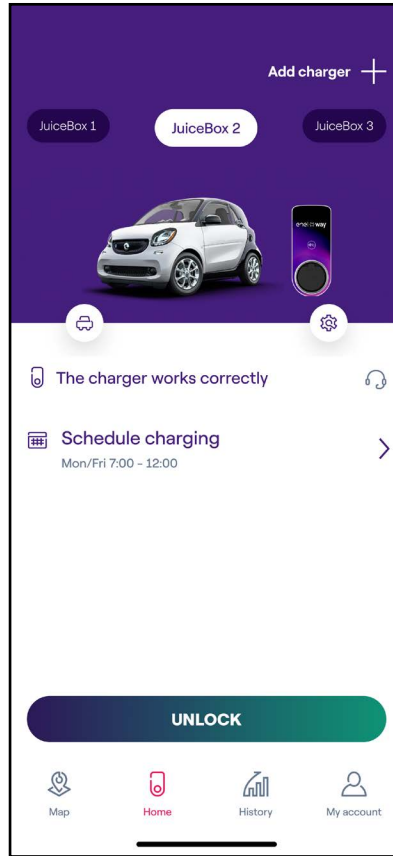 Add charger
JuiceBox 1
JuiceBox 2
JuiceBox 3
enel x way
The charger works correctly
Schedule charging
Mon/Fri 7:00 - 12:00
UNLOCK
Map
Home
History
My account